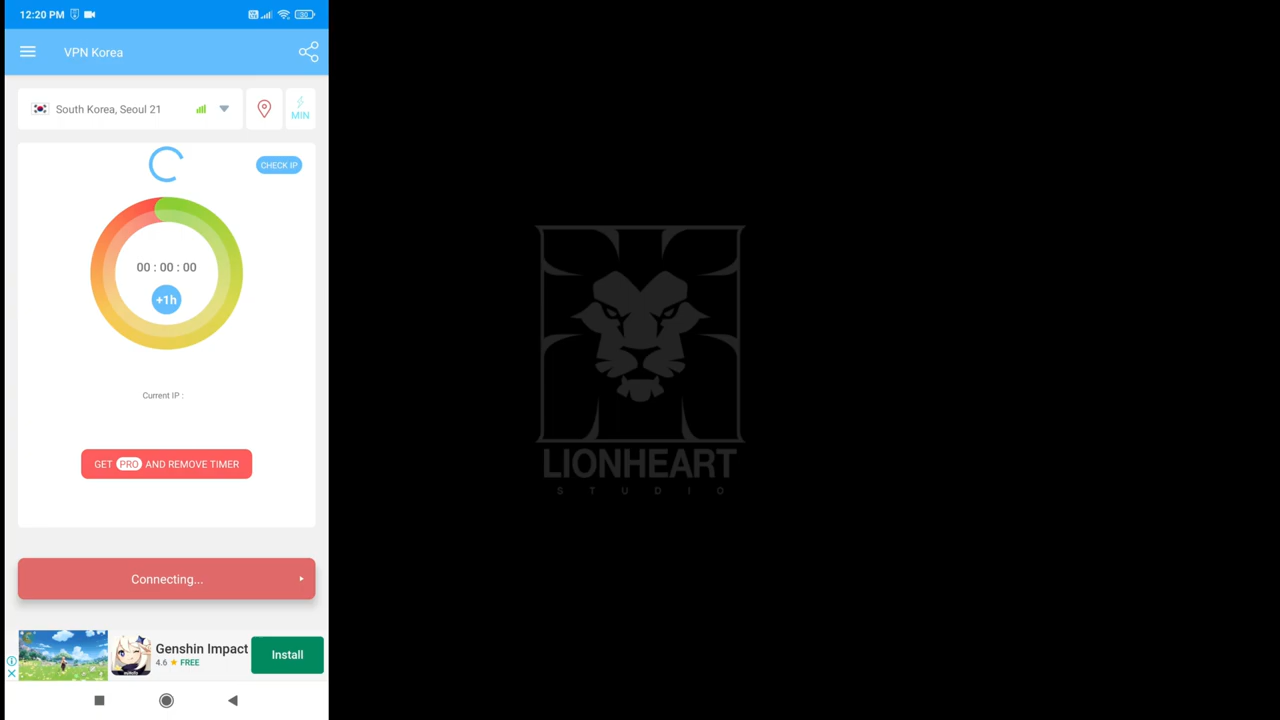 12:20 PM
VPN Korea
South Korea, Seoul 21
MIN
CHECK IP
00 : 00 : 00
+1h
Current IP :
GET PRO AND REMOVE TIMER
Connecting...
Genshin Impact
4.6 ★ FREE
Install
LIONHEART
STUDIO